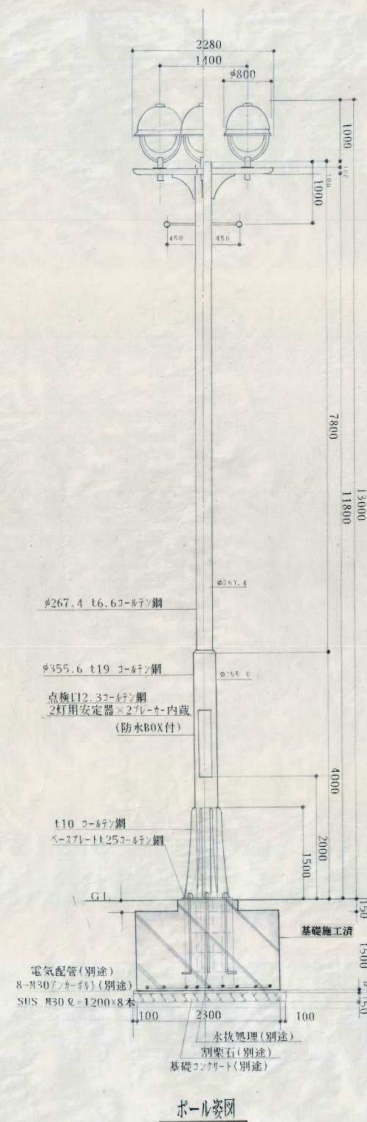 2280
1400
φ800
1000
100
1000
450 450
7800
11800
13000
φ267.4 t6.6コールテン鋼
φ267.4
φ355.6 t19 コールテン鋼
φ355.6
点検口2.3コールテン鋼
2灯用安定器×2ブレーカー内蔵
(防水BOX付)
4000
2000
1500
t10 コールテン鋼
ベースプレートt25コールテン鋼
GL
150
基礎施工済
1500
電気配管(別途)
8-M30アンカーボルト(別途)
SUS M30 ℓ=1200×8本
50
100 2300 100
水抜処理(別途)
割栗石(別途)
基礎コンクリート(別途)
ポール姿図